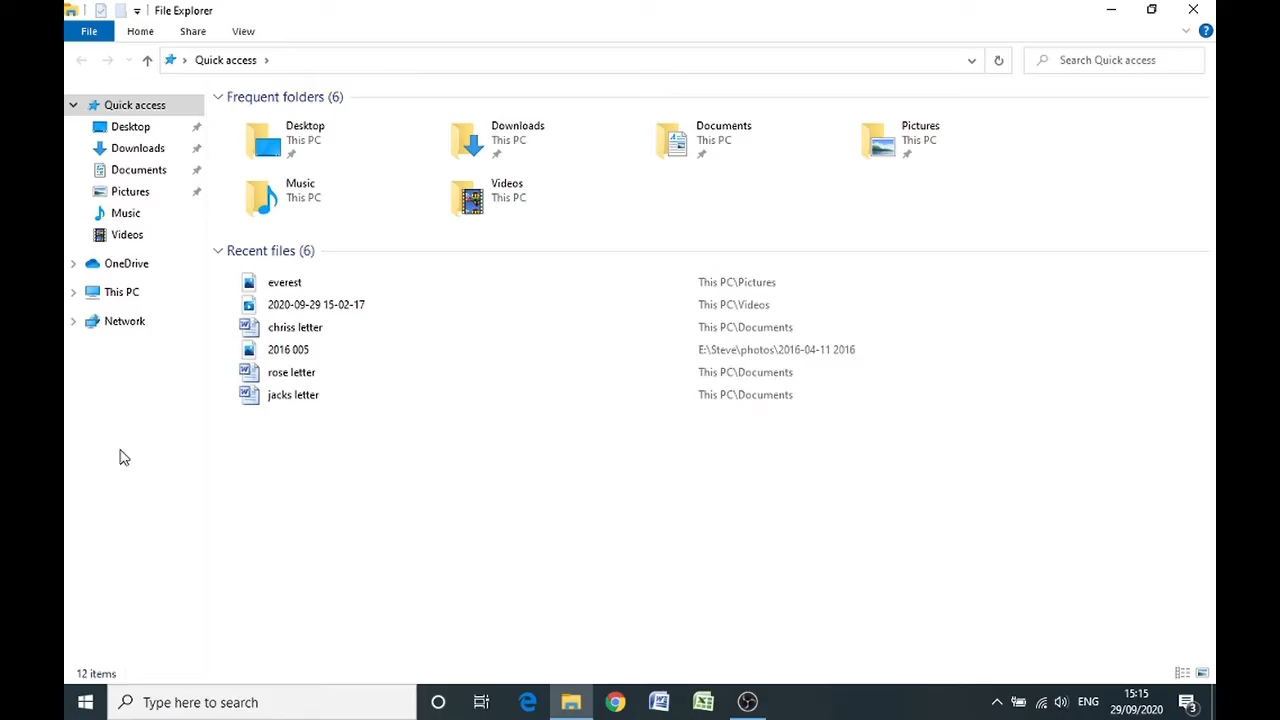 File Explorer
File Home Share View
Quick access
Search Quick access
Quick access
Desktop
Downloads
Documents
Pictures
Music
Videos
OneDrive
This PC
Network
Frequent folders (6)
Desktop
This PC
Downloads
This PC
Documents
This PC
Pictures
This PC
Music
This PC
Videos
This PC
Recent files (6)
everest This PC\Pictures
2020-09-29 15-02-17 This PC\Videos
chriss letter This PC\Documents
2016 005 E:\Steve\photos\2016-04-11 2016
rose letter This PC\Documents
jacks letter This PC\Documents
12 items
Type here to search
ENG
15:15
29/09/2020
3